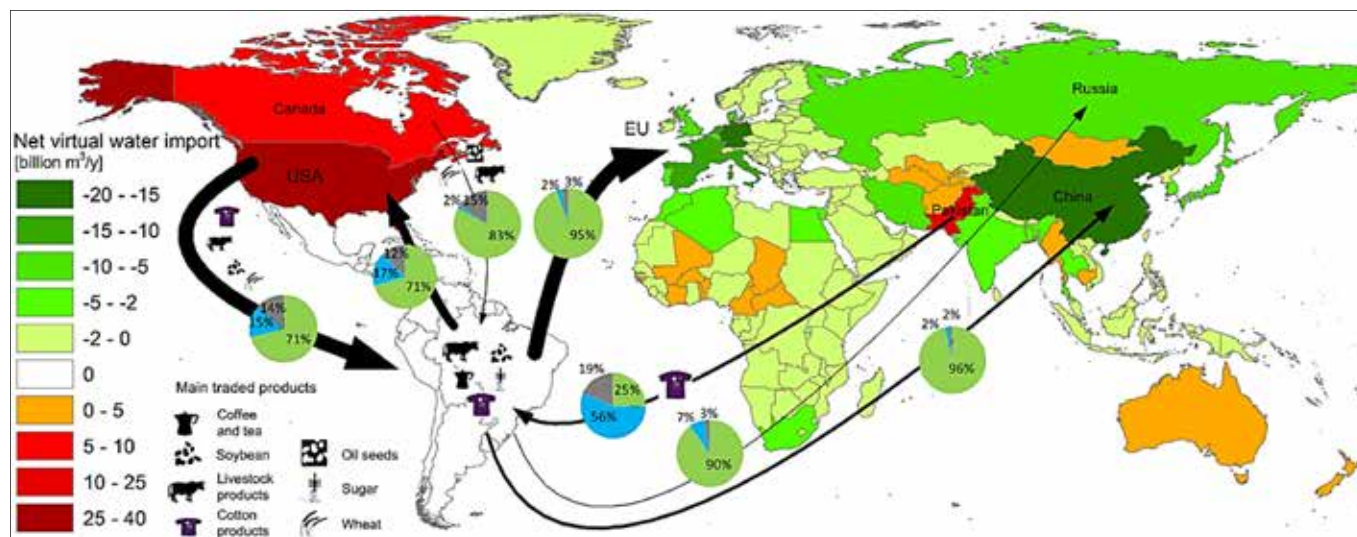 Net virtual water import
[billion m³/y]
-20 - -15
-15 - -10
-10 - -5
-5 - -2
-2 - 0
0
0 - 5
5 - 10
10 - 25
25 - 40
Canada
USA
EU
Russia
China
Pakistan
Main traded products
Coffee
and tea
Soybean
Livestock
products
Cotton
products
Oil seeds
Sugar
Wheat
14%
15%
71%
12%
17%
71%
2%
15%
83%
2%
3%
95%
19%
25%
56%
7%
3%
90%
2%
2%
96%